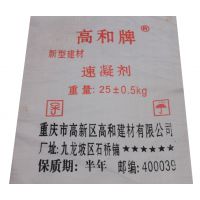 高和牌®
新型建材
速凝剂
重量：25±0.5kg
重庆市高新区高和建材有限公司
厂址：九龙坡区石桥铺★★★★★★
保质期：半年 邮编：400039